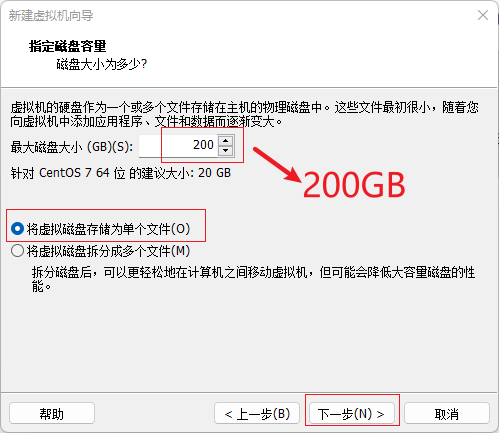 新建虚拟机向导
指定磁盘容量
磁盘大小为多少?
虚拟机的硬盘作为一个或多个文件存储在主机的物理磁盘中。这些文件最初很小，随着您
向虚拟机中添加应用程序、文件和数据而逐渐变大。
最大磁盘大小 (GB)(S): 200
针对 CentOS 7 64 位 的建议大小: 20 GB
200GB
将虚拟磁盘存储为单个文件(O)
将虚拟磁盘拆分成多个文件(M)
拆分磁盘后，可以更轻松地在计算机之间移动虚拟机，但可能会降低大容量磁盘的性
能。
帮助 < 上一步(B) 下一步(N) > 取消